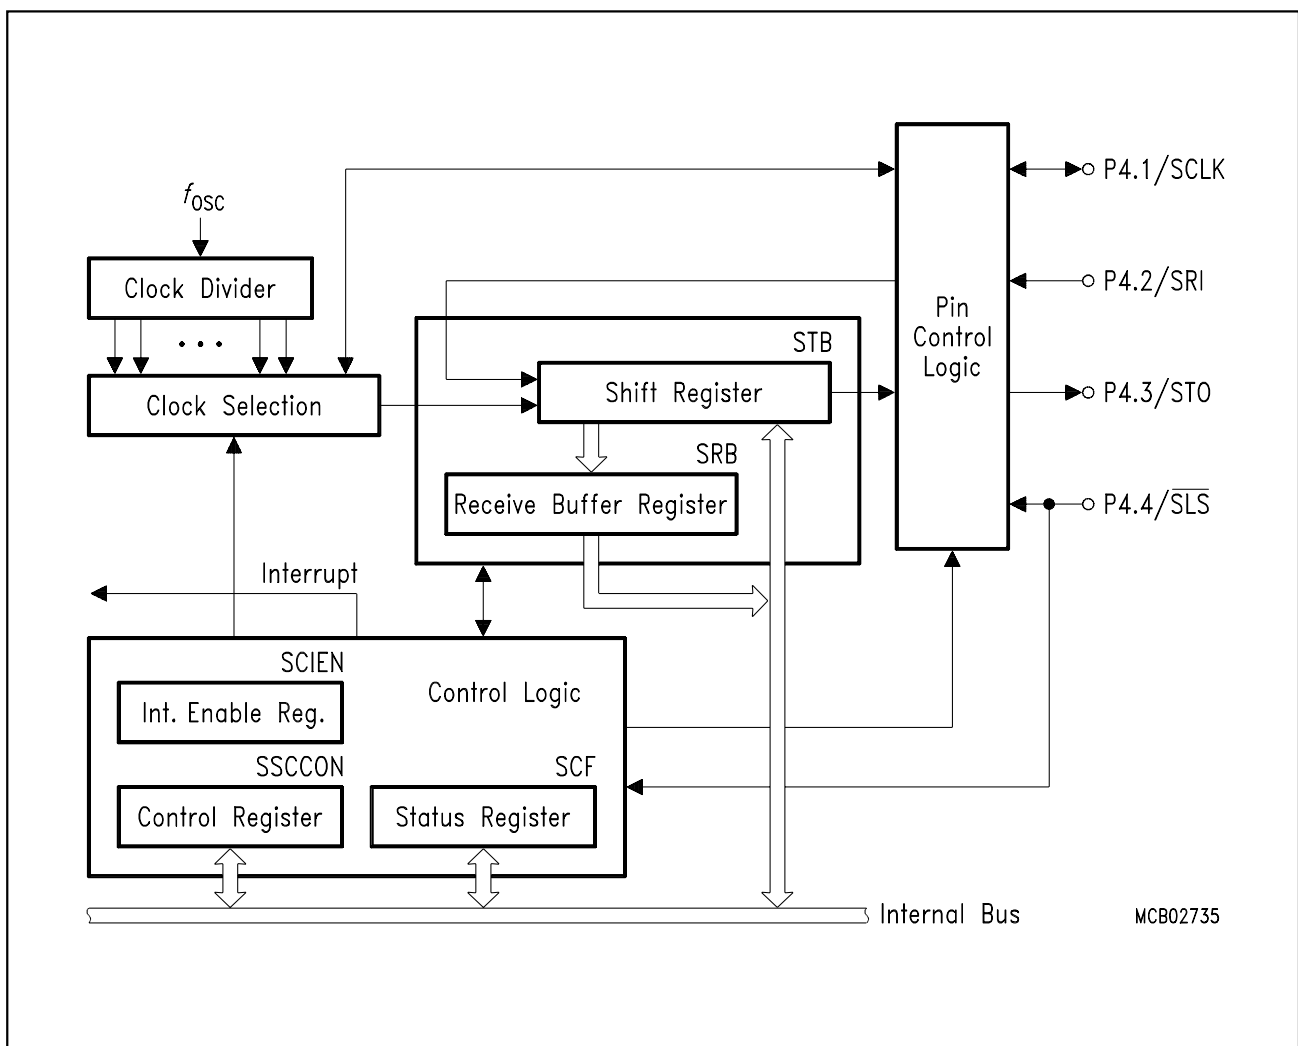 P4.1/SCLK
fOSC
Clock Divider
P4.2/SRI
Pin
Control
Logic
• • •
STB
Shift Register
P4.3/STO
Clock Selection
SRB
Receive Buffer Register
P4.4/S̅L̅S̅
Interrupt
SCIEN
Control Logic
Int. Enable Reg.
SSCCON
SCF
Control Register
Status Register
Internal Bus
MCB02735